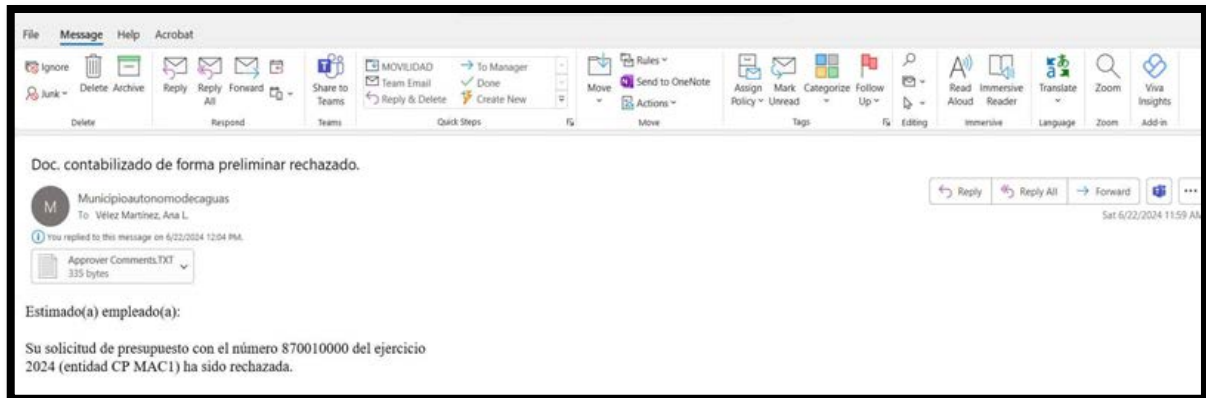 File Message Help Acrobat
Ignore
Junk
Delete
Archive
Reply
Reply All
Forward
Share to Teams
MOVILIDAD
Team Email
Reply & Delete
To Manager
Done
Create New
Move
Rules
Send to OneNote
Actions
Assign Policy
Mark Unread
Categorize
Follow Up
Read Aloud
Immersive Reader
Translate
Zoom
Viva Insights
Delete Respond Teams Quick Steps Move Tags Editing Immersive Language Zoom Add-in
Doc. contabilizado de forma preliminar rechazado.
M
Municipioautonomodecaguas
To Vélez Martínez, Ana L.
Reply Reply All Forward
Sat 6/22/2024 11:59 AM
You replied to this message on 6/22/2024 12:04 PM.
Approver Comments.TXT
335 bytes
Estimado(a) empleado(a):
Su solicitud de presupuesto con el número 870010000 del ejercicio
2024 (entidad CP MAC1) ha sido rechazada.